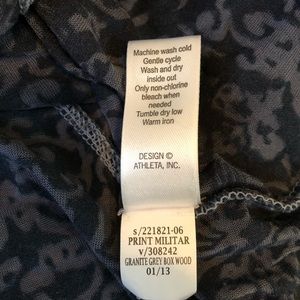 Machine wash cold
Gentle cycle
Wash and dry
inside out
Only non-chlorine
bleach when
needed
Tumble dry low
Warm iron
DESIGN ©
ATHLETA, INC.
s/221821-06
PRINT MILITAR
v/308242
GRANITE GREY BOX WOOD
01/13